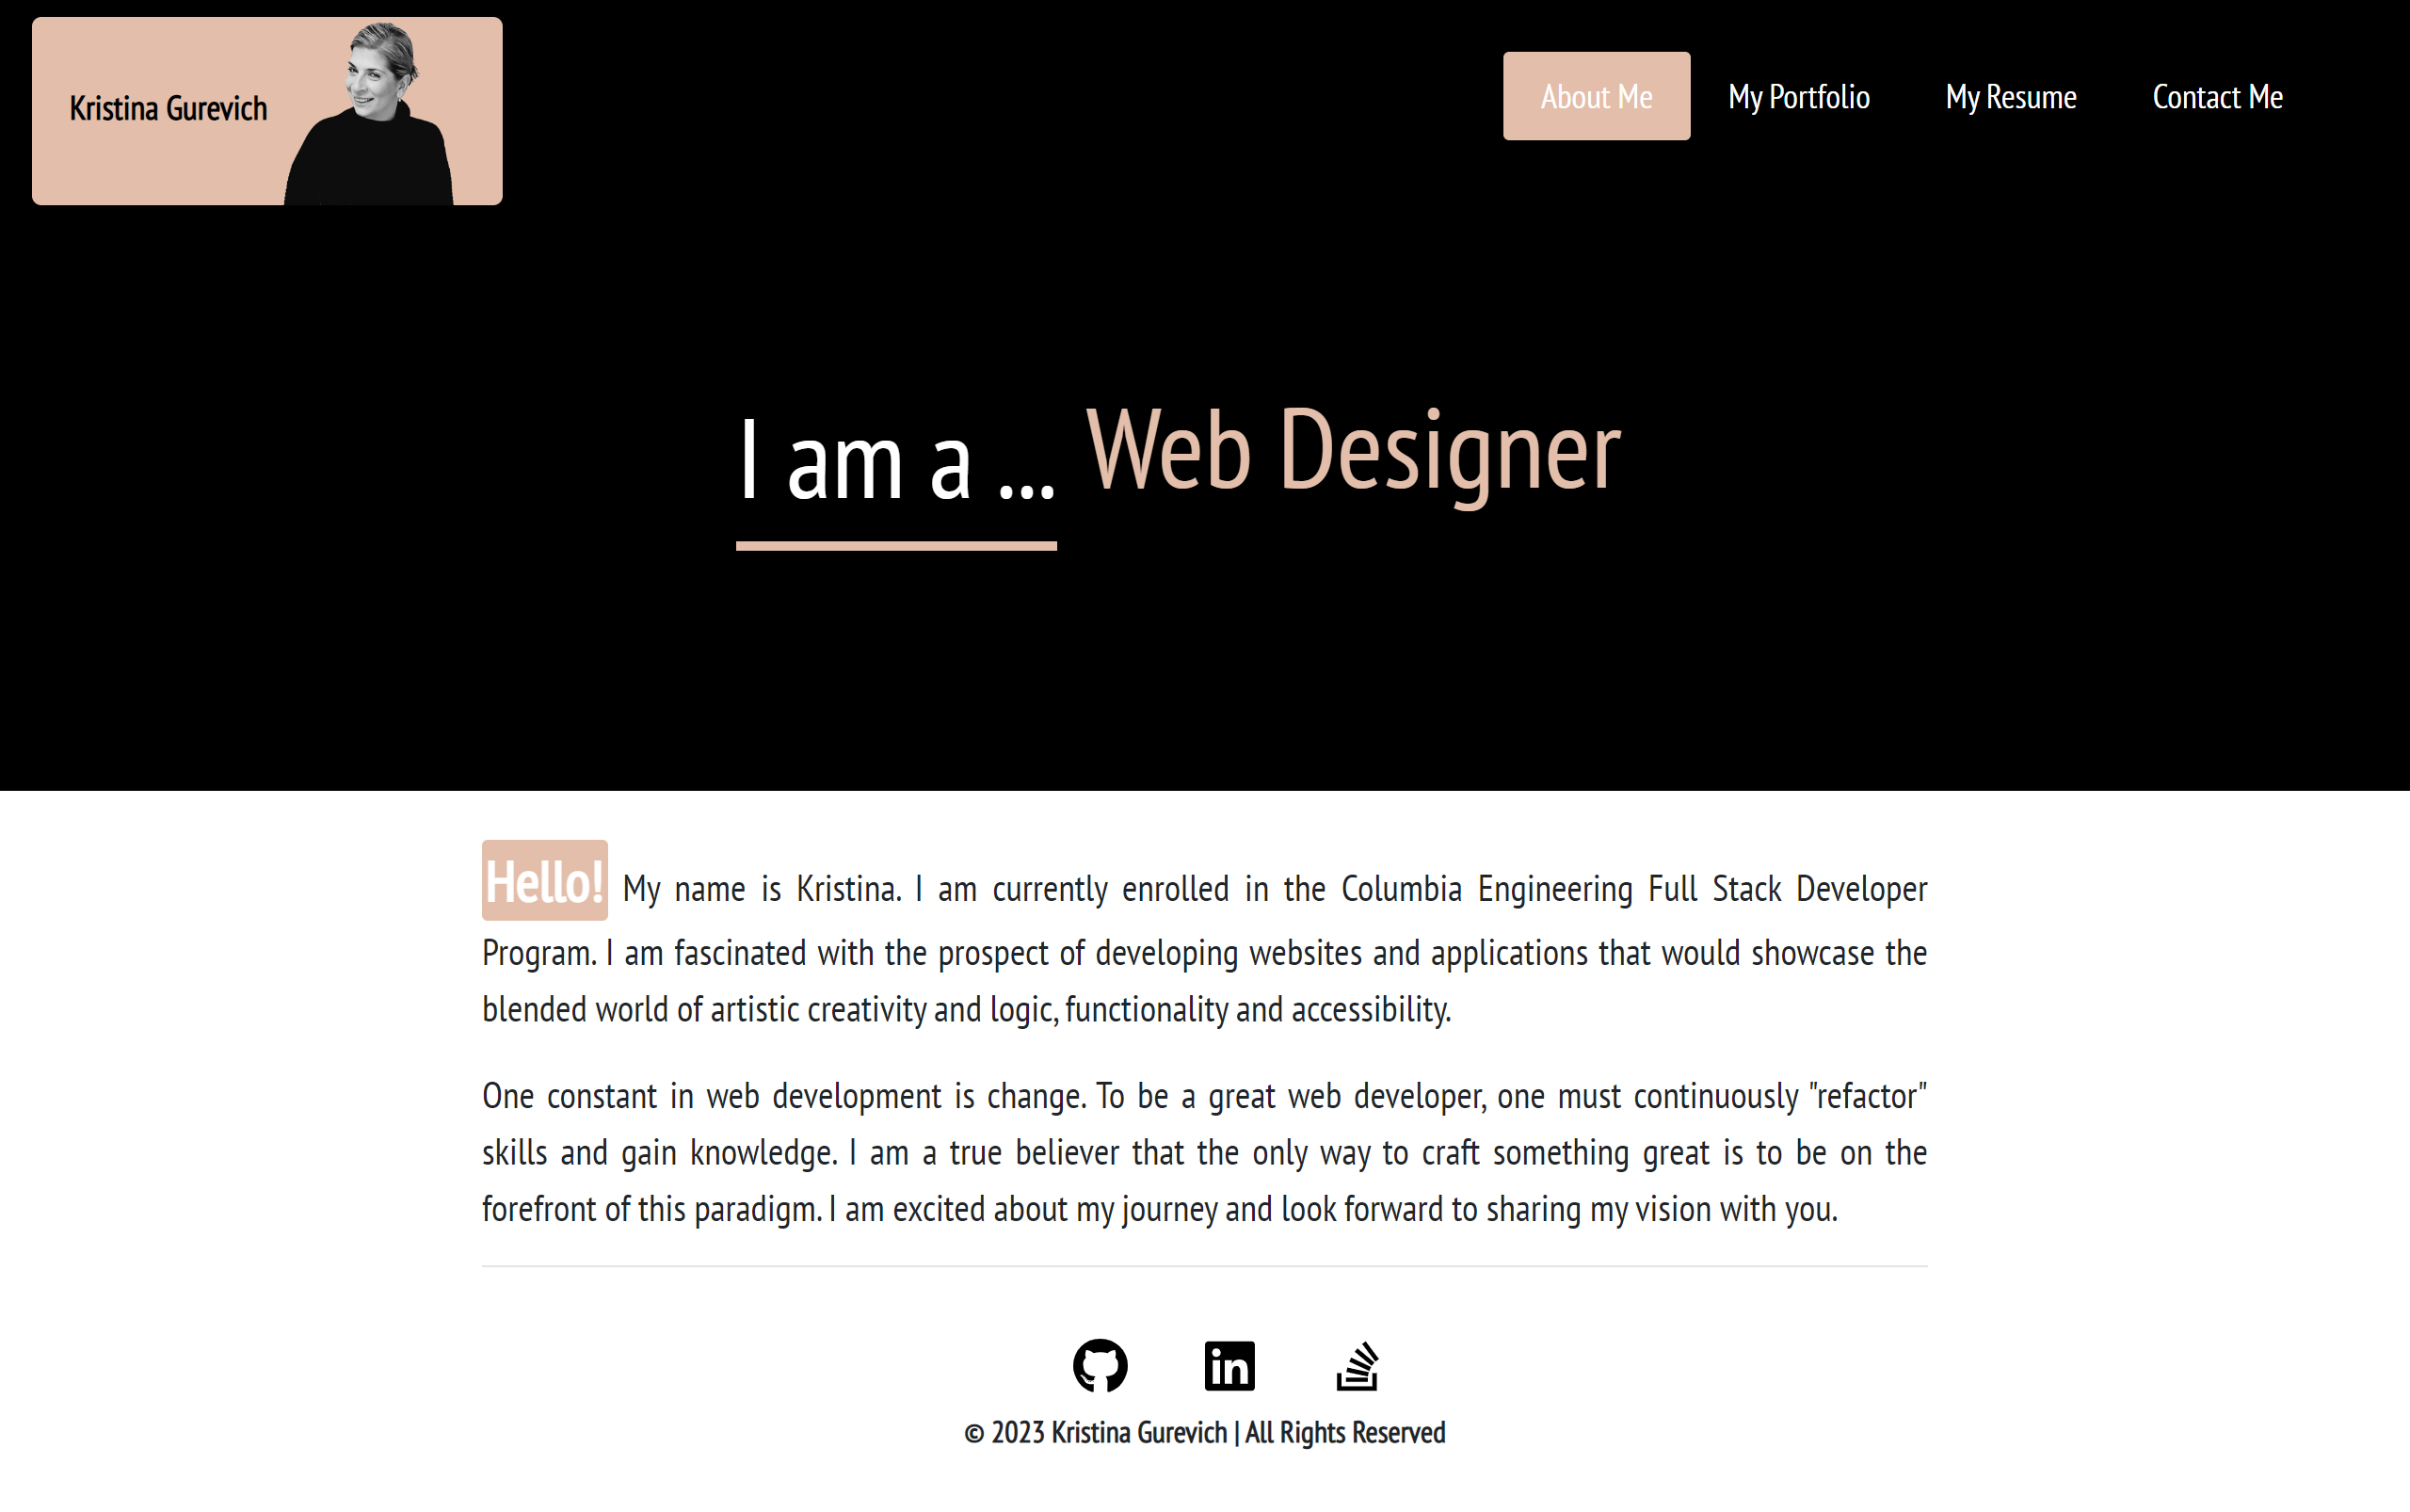 Kristina Gurevich
About Me
My Portfolio
My Resume
Contact Me
I am a ... Web Designer
Hello! My name is Kristina. I am currently enrolled in the Columbia Engineering Full Stack Developer
Program. I am fascinated with the prospect of developing websites and applications that would showcase the
blended world of artistic creativity and logic, functionality and accessibility.
One constant in web development is change. To be a great web developer, one must continuously "refactor"
skills and gain knowledge. I am a true believer that the only way to craft something great is to be on the
forefront of this paradigm. I am excited about my journey and look forward to sharing my vision with you.
in
© 2023 Kristina Gurevich | All Rights Reserved